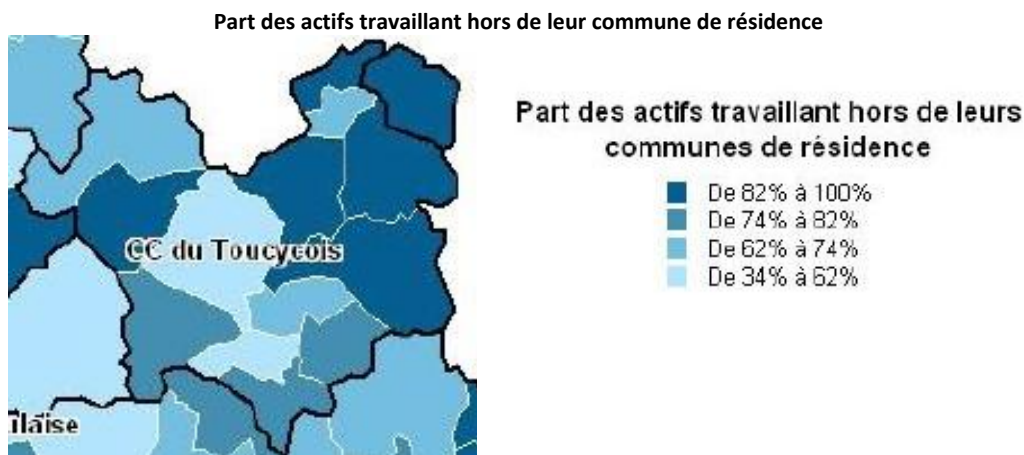 Part des actifs travaillant hors de leur commune de résidence
CC du Toucycois
ilaise
Part des actifs travaillant hors de leurs
communes de résidence
De 82% à 100%
De 74% à 82%
De 62% à 74%
De 34% à 62%